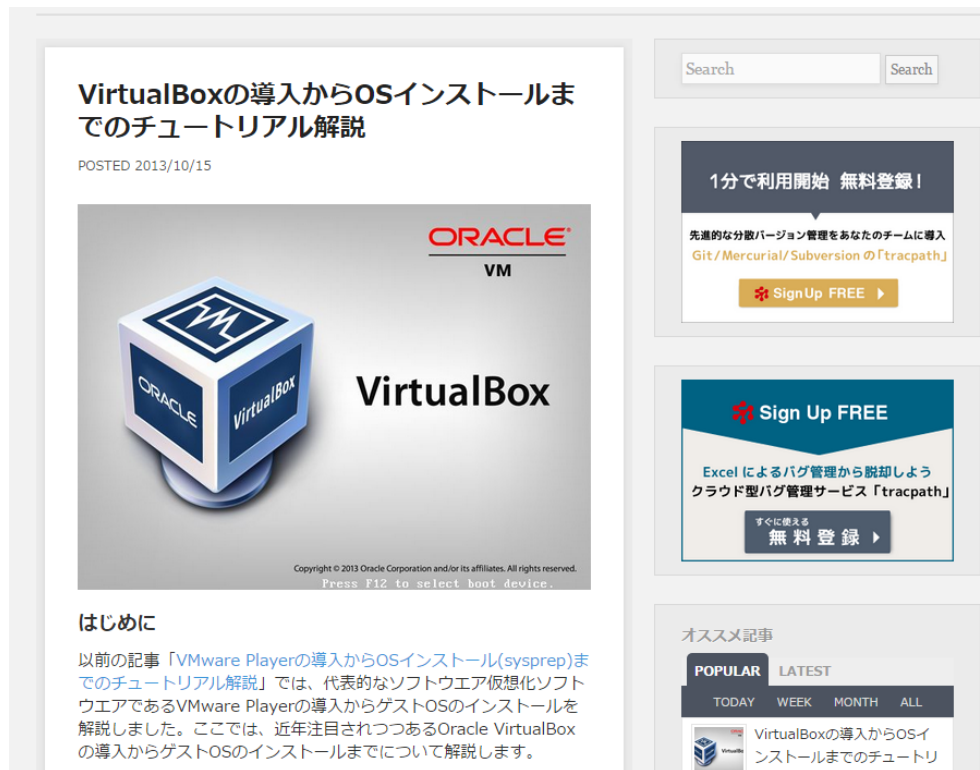 VirtualBoxの導入からOSインストールま
でのチュートリアル解説
POSTED 2013/10/15
ORACLE
VM
ORACLE
VirtualBox
VirtualBox
Copyright © 2013 Oracle Corporation and/or its affiliates. All rights reserved.
Press F12 to select boot device.
はじめに
以前の記事「VMware Playerの導入からOSインストール(sysprep)ま
でのチュートリアル解説」では、代表的なソフトウエア仮想化ソフト
ウエアであるVMware Playerの導入からゲストOSのインストールを
解説しました。ここでは、近年注目されつつあるOracle VirtualBox
の導入からゲストOSのインストールまでについて解説します。
Search Search
1分で利用開始 無料登録！
先進的な分散バージョン管理をあなたのチームに導入
Git/Mercurial/Subversion の「tracpath」
SignUp FREE
Sign Up FREE
Excel によるバグ管理から脱却しよう
クラウド型バグ管理サービス「tracpath」
すぐに使える
無料登録
オススメ記事
POPULAR LATEST
TODAY WEEK MONTH ALL
VirtualBoxの導入からOSイ
ンストールまでのチュートリ